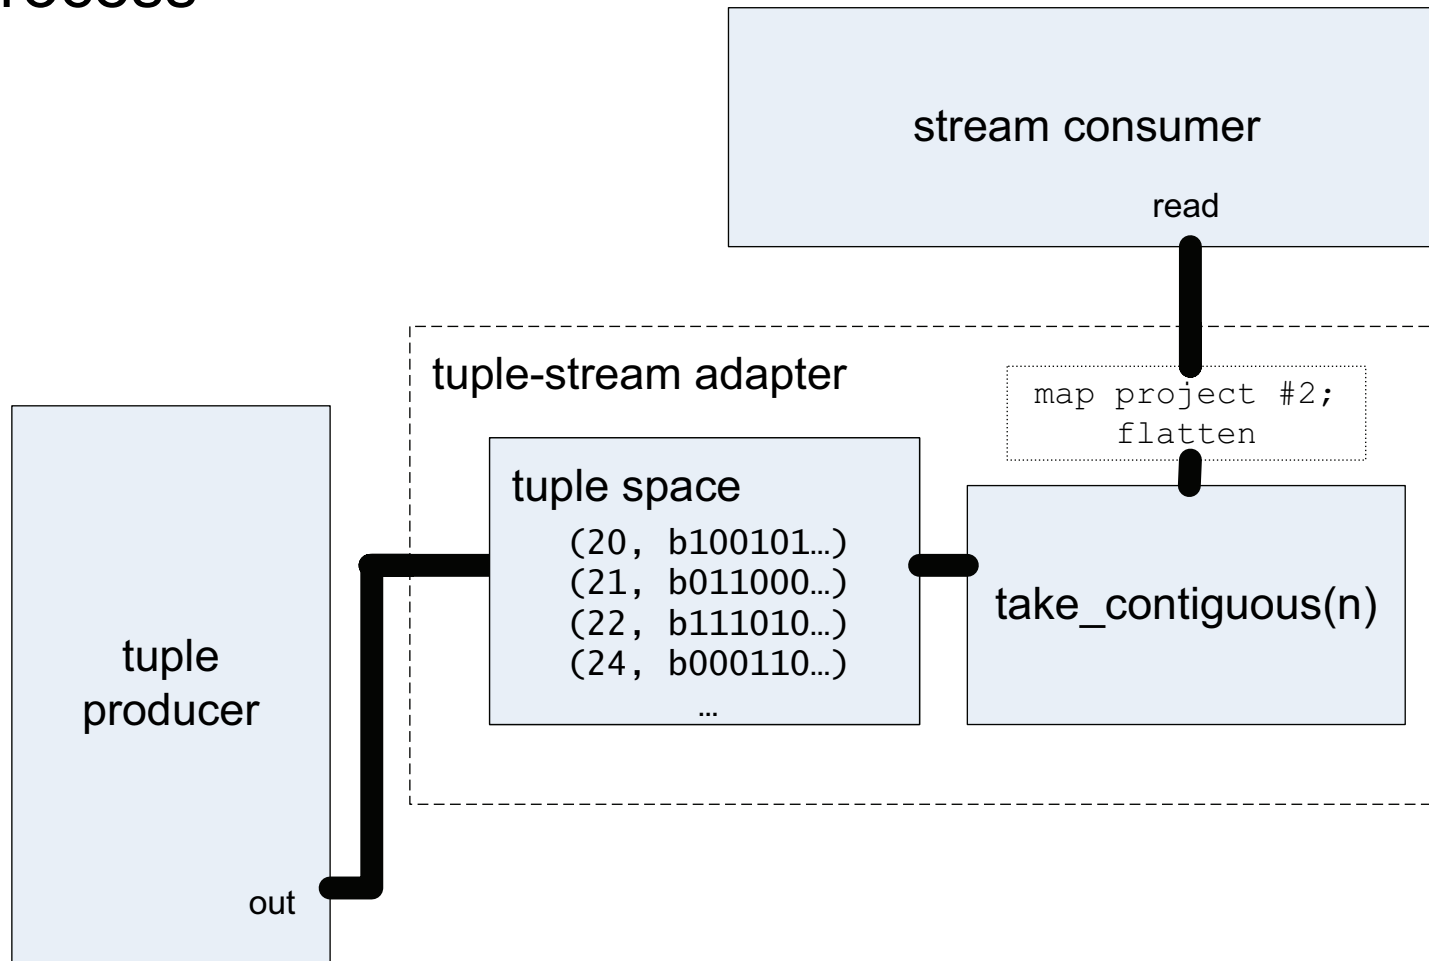 stream consumer
read
tuple-stream adapter
map project #2;
flatten
tuple space
(20, b100101…)
(21, b011000…)
(22, b111010…)
(24, b000110…)
…
take_contiguous(n)
tuple
producer
out